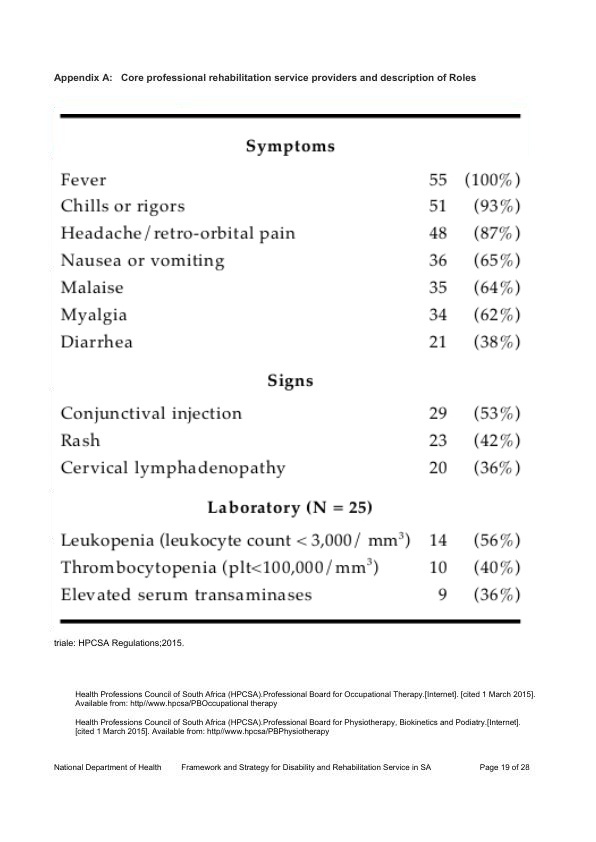 Appendix A: Core professional rehabilitation service providers and description of Roles
Symptoms
Fever 55 (100%)
Chills or rigors 51 (93%)
Headache/retro-orbital pain 48 (87%)
Nausea or vomiting 36 (65%)
Malaise 35 (64%)
Myalgia 34 (62%)
Diarrhea 21 (38%)
Signs
Conjunctival injection 29 (53%)
Rash 23 (42%)
Cervical lymphadenopathy 20 (36%)
Laboratory (N = 25)
Leukopenia (leukocyte count < 3,000/ mm³) 14 (56%)
Thrombocytopenia (plt<100,000/mm³) 10 (40%)
Elevated serum transaminases 9 (36%)
triale: HPCSA Regulations;2015.
Health Professions Council of South Africa (HPCSA).Professional Board for Occupational Therapy.[Internet]. [cited 1 March 2015].
Available from: http//www.hpcsa/PBOccupational therapy
Health Professions Council of South Africa (HPCSA).Professional Board for Physiotherapy, Biokinetics and Podiatry.[Internet].
[cited 1 March 2015]. Available from: http//www.hpcsa/PBPhysiotherapy
National Department of Health Framework and Strategy for Disability and Rehabilitation Service in SA Page 19 of 28